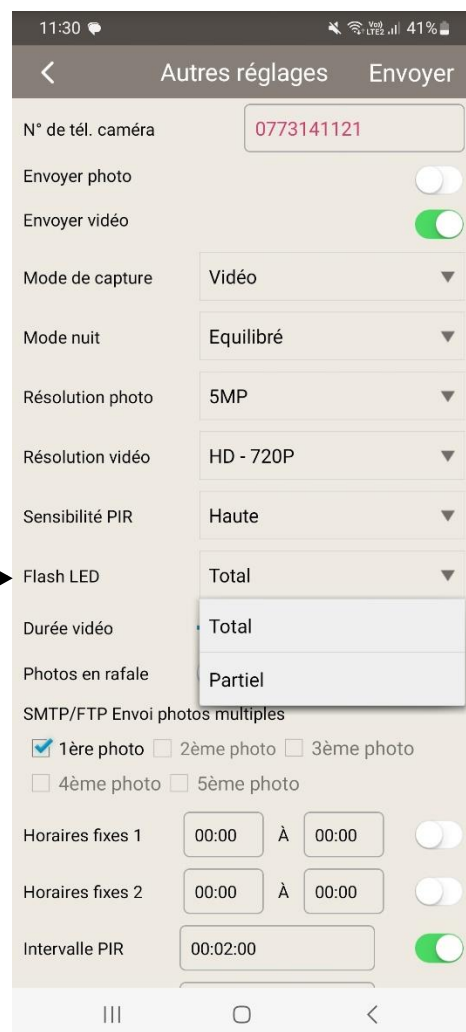 11:30 Vo)) LTE2 41%
Autres réglages Envoyer
N° de tél. caméra 0773141121
Envoyer photo
Envoyer vidéo
Mode de capture Vidéo
Mode nuit Equilibré
Résolution photo 5MP
Résolution vidéo HD - 720P
Sensibilité PIR Haute
Flash LED Total
Durée vidéo Total
Photos en rafale Partiel
SMTP/FTP Envoi photos multiples
1ère photo 2ème photo 3ème photo
4ème photo 5ème photo
Horaires fixes 1 00:00 À 00:00
Horaires fixes 2 00:00 À 00:00
Intervalle PIR 00:02:00